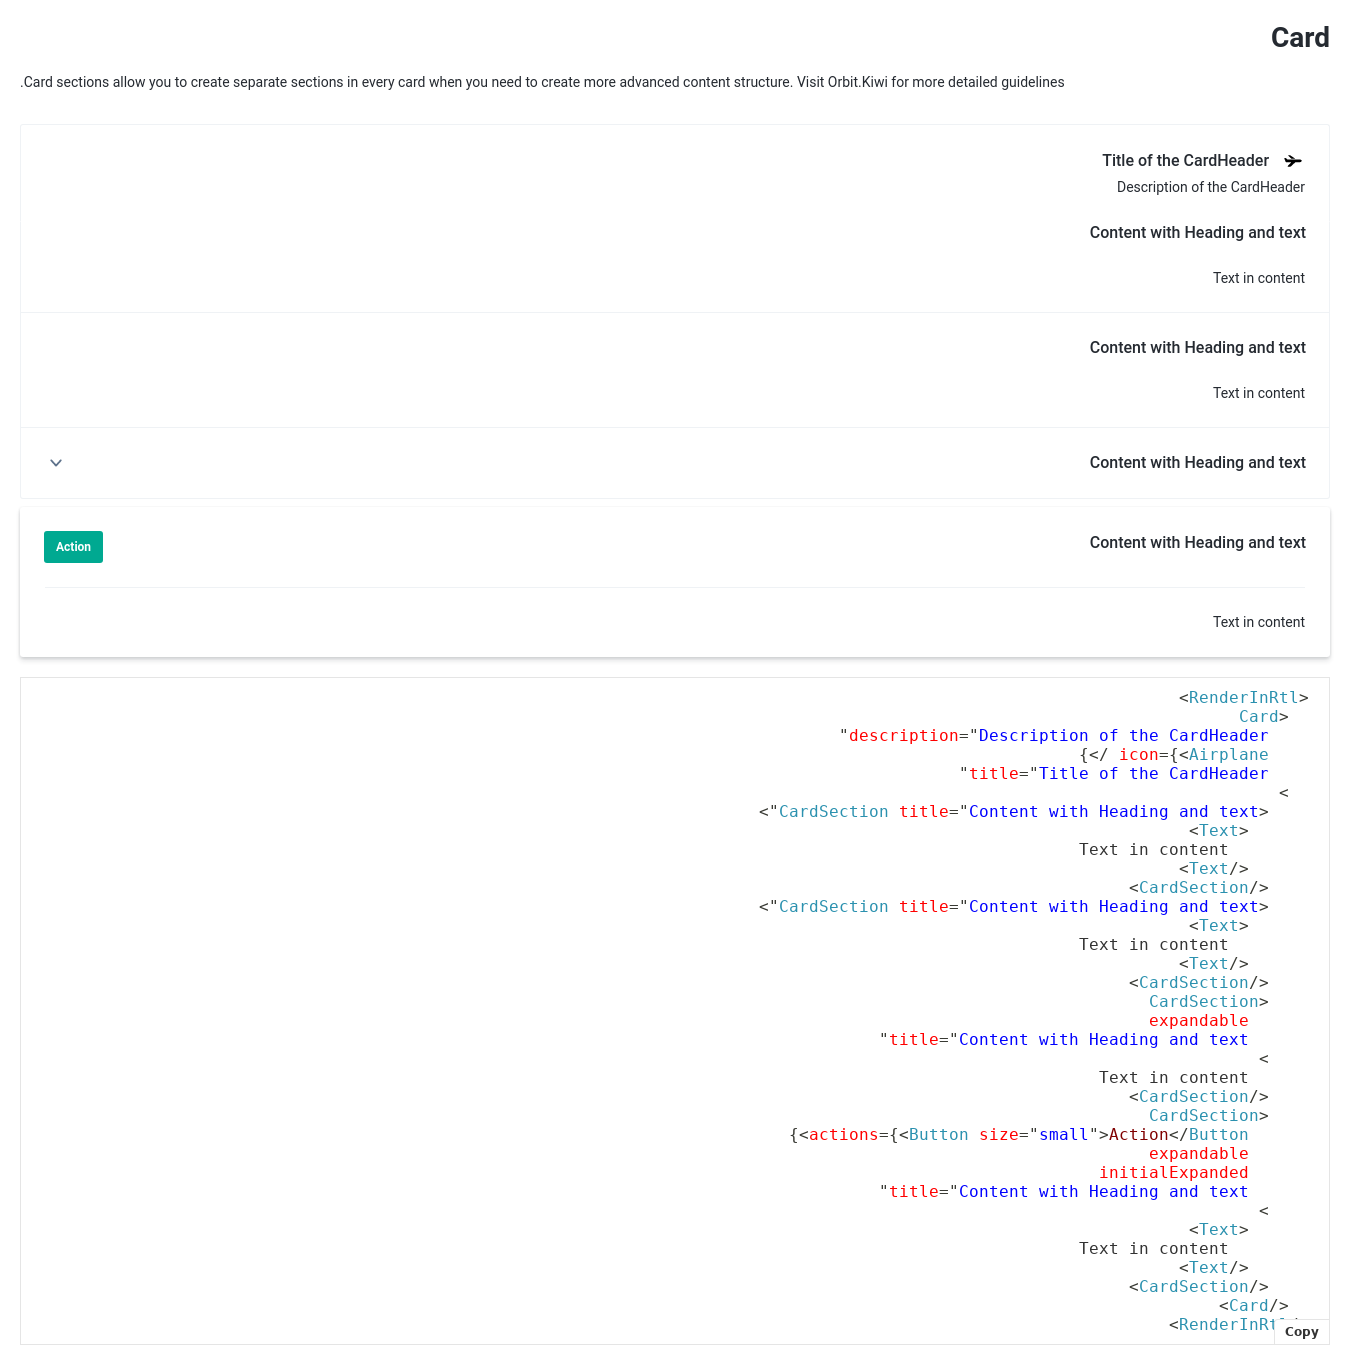 Card
.Card sections allow you to create separate sections in every card when you need to create more advanced content structure. Visit Orbit.Kiwi for more detailed guidelines
Title of the CardHeader
Description of the CardHeader
Content with Heading and text
Text in content
Content with Heading and text
Text in content
Content with Heading and text
Content with Heading and text
Action
Text in content
<RenderInRtl>
Card>
"description="Description of the CardHeader
{</ icon={<Airplane
"title="Title of the CardHeader
<
<"CardSection title="Content with Heading and text>
<Text>
Text in content
<Text/>
<CardSection/>
<"CardSection title="Content with Heading and text>
<Text>
Text in content
<Text/>
<CardSection/>
CardSection>
expandable
"title="Content with Heading and text
<
Text in content
<CardSection/>
CardSection>
{<actions={<Button size="small">Action</Button
expandable
initialExpanded
"title="Content with Heading and text
<
<Text>
Text in content
<Text/>
<CardSection/>
<Card/>
<RenderInRtl/>
Copy